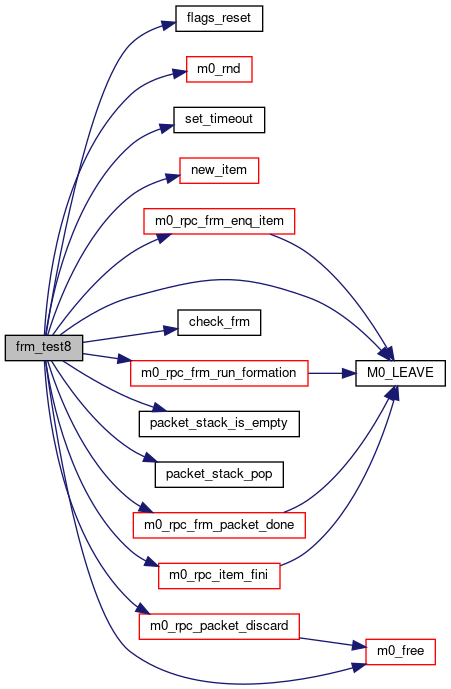 flags_reset
m0_rnd
set_timeout
new_item
m0_rpc_frm_enq_item
check_frm
frm_test8
m0_rpc_frm_run_formation
M0_LEAVE
packet_stack_is_empty
packet_stack_pop
m0_rpc_frm_packet_done
m0_rpc_item_fini
m0_rpc_packet_discard
m0_free